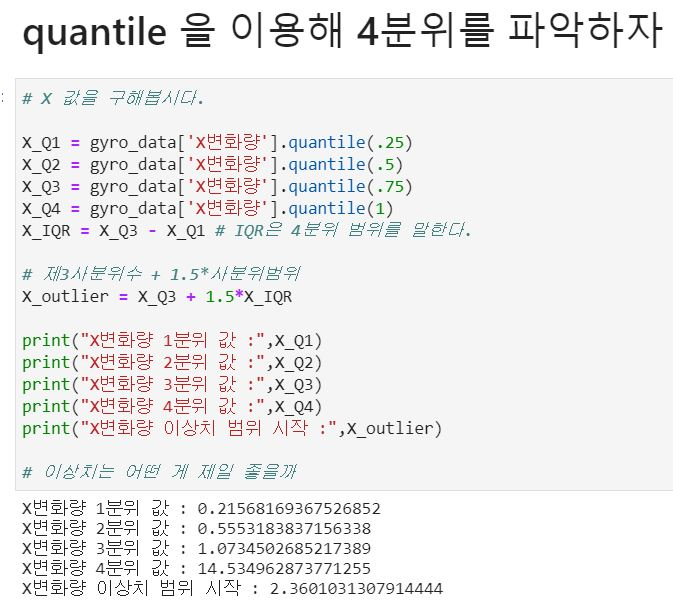 quantile 을 이용해 4분위를 파악하자
# X 값을 구해봅시다.
X_Q1 = gyro_data['X변화량'].quantile(.25)
X_Q2 = gyro_data['X변화량'].quantile(.5)
X_Q3 = gyro_data['X변화량'].quantile(.75)
X_Q4 = gyro_data['X변화량'].quantile(1)
X_IQR = X_Q3 - X_Q1 # IQR은 4분위 범위를 말한다.
# 제3사분위수 + 1.5*사분위범위
X_outlier = X_Q3 + 1.5*X_IQR
print("X변화량 1분위 값 :",X_Q1)
print("X변화량 2분위 값 :",X_Q2)
print("X변화량 3분위 값 :",X_Q3)
print("X변화량 4분위 값 :",X_Q4)
print("X변화량 이상치 범위 시작 :",X_outlier)
# 이상치는 어떤 게 제일 좋을까
X변화량 1분위 값 : 0.21568169367526852
X변화량 2분위 값 : 0.5553183837156338
X변화량 3분위 값 : 1.0734502685217389
X변화량 4분위 값 : 14.534962873771255
X변화량 이상치 범위 시작 : 2.3601031307914444